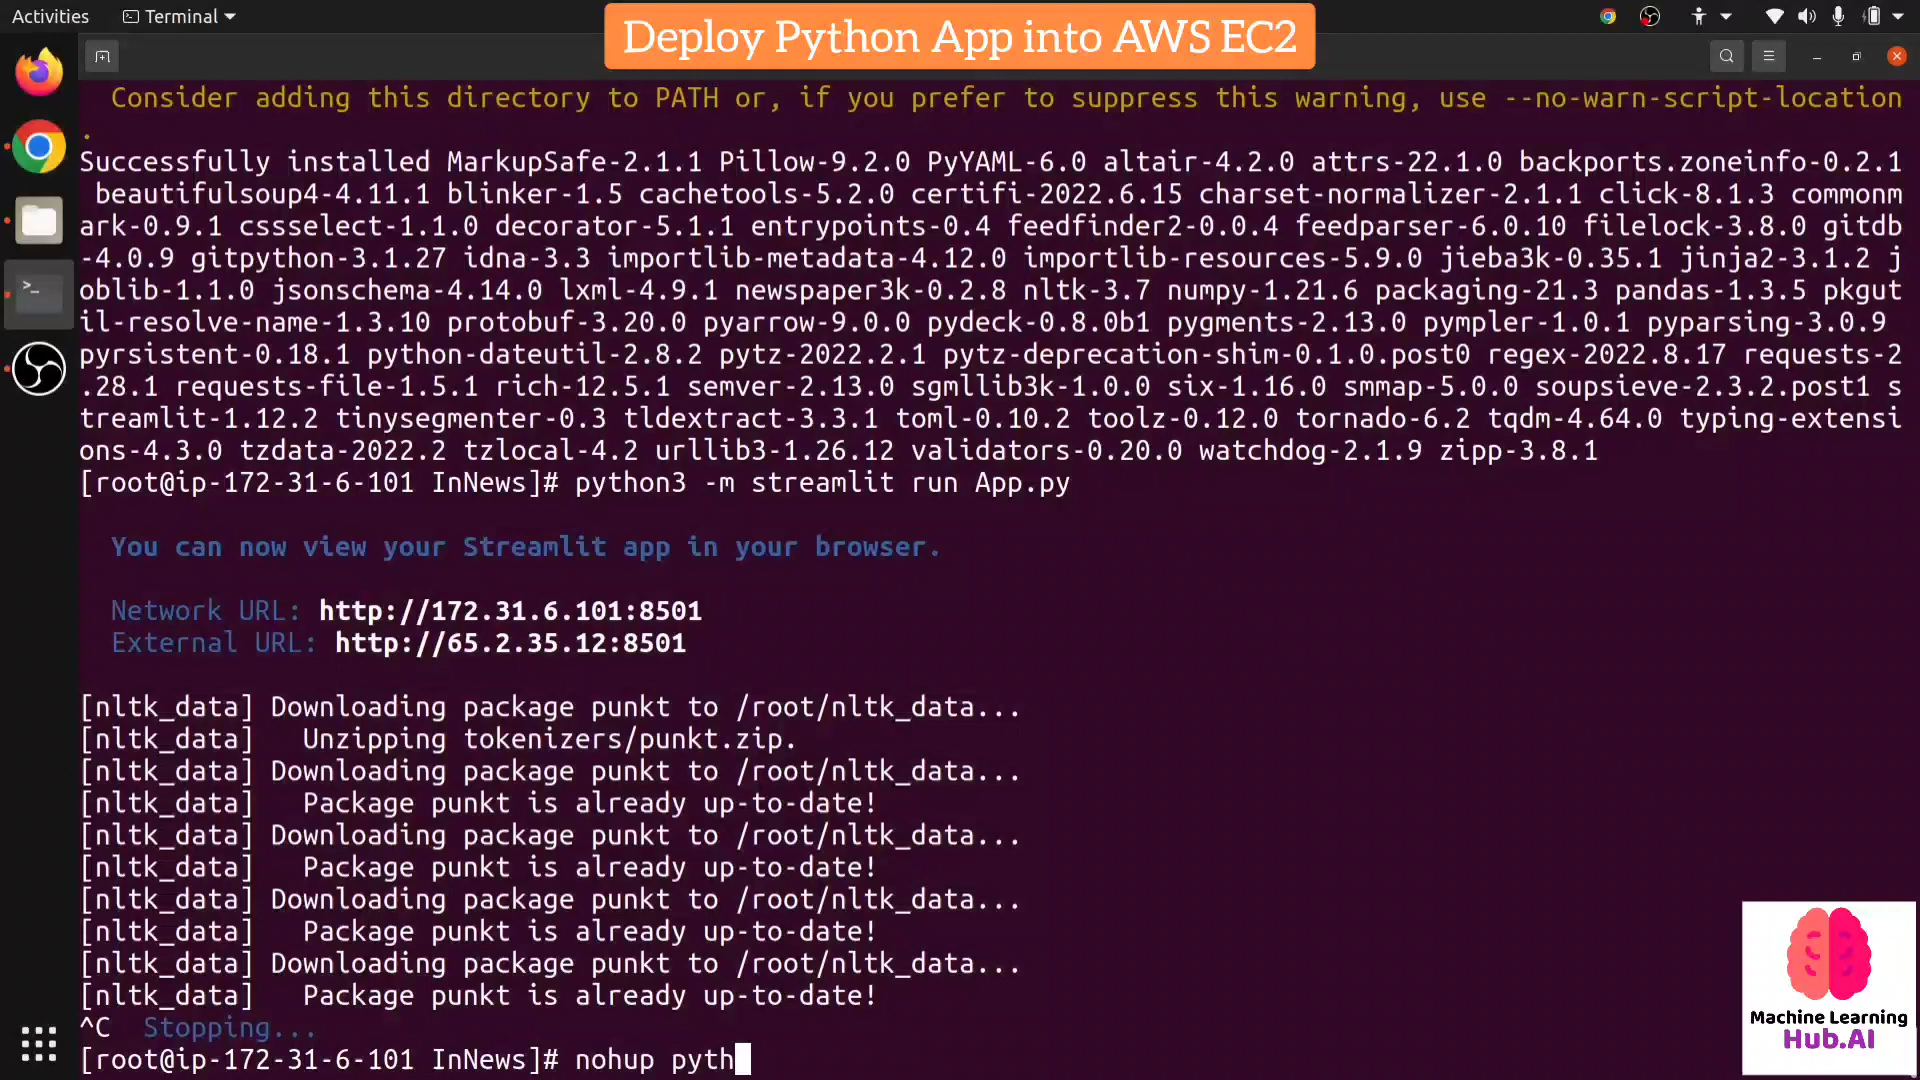 Activities
Terminal
Deploy Python App into AWS EC2
Consider adding this directory to PATH or, if you prefer to suppress this warning, use --no-warn-script-location
.
Successfully installed MarkupSafe-2.1.1 Pillow-9.2.0 PyYAML-6.0 altair-4.2.0 attrs-22.1.0 backports.zoneinfo-0.2.1
beautifulsoup4-4.11.1 blinker-1.5 cachetools-5.2.0 certifi-2022.6.15 charset-normalizer-2.1.1 click-8.1.3 commonm
ark-0.9.1 cssselect-1.1.0 decorator-5.1.1 entrypoints-0.4 feedfinder2-0.0.4 feedparser-6.0.10 filelock-3.8.0 gitdb
-4.0.9 gitpython-3.1.27 idna-3.3 importlib-metadata-4.12.0 importlib-resources-5.9.0 jieba3k-0.35.1 jinja2-3.1.2 j
oblib-1.1.0 jsonschema-4.14.0 lxml-4.9.1 newspaper3k-0.2.8 nltk-3.7 numpy-1.21.6 packaging-21.3 pandas-1.3.5 pkgut
il-resolve-name-1.3.10 protobuf-3.20.0 pyarrow-9.0.0 pydeck-0.8.0b1 pygments-2.13.0 pympler-1.0.1 pyparsing-3.0.9
pyrsistent-0.18.1 python-dateutil-2.8.2 pytz-2022.2.1 pytz-deprecation-shim-0.1.0.post0 regex-2022.8.17 requests-2
.28.1 requests-file-1.5.1 rich-12.5.1 semver-2.13.0 sgmllib3k-1.0.0 six-1.16.0 smmap-5.0.0 soupsieve-2.3.2.post1 s
treamlit-1.12.2 tinysegmenter-0.3 tldextract-3.3.1 toml-0.10.2 toolz-0.12.0 tornado-6.2 tqdm-4.64.0 typing-extensi
ons-4.3.0 tzdata-2022.2 tzlocal-4.2 urllib3-1.26.12 validators-0.20.0 watchdog-2.1.9 zipp-3.8.1
[root@ip-172-31-6-101 InNews]# python3 -m streamlit run App.py
You can now view your Streamlit app in your browser.
Network URL: http://172.31.6.101:8501
External URL: http://65.2.35.12:8501
[nltk_data] Downloading package punkt to /root/nltk_data...
[nltk_data]   Unzipping tokenizers/punkt.zip.
[nltk_data] Downloading package punkt to /root/nltk_data...
[nltk_data]   Package punkt is already up-to-date!
[nltk_data] Downloading package punkt to /root/nltk_data...
[nltk_data]   Package punkt is already up-to-date!
[nltk_data] Downloading package punkt to /root/nltk_data...
[nltk_data]   Package punkt is already up-to-date!
[nltk_data] Downloading package punkt to /root/nltk_data...
[nltk_data]   Package punkt is already up-to-date!
^C  Stopping...
[root@ip-172-31-6-101 InNews]# nohup pyth
Machine Learning
Hub.AI